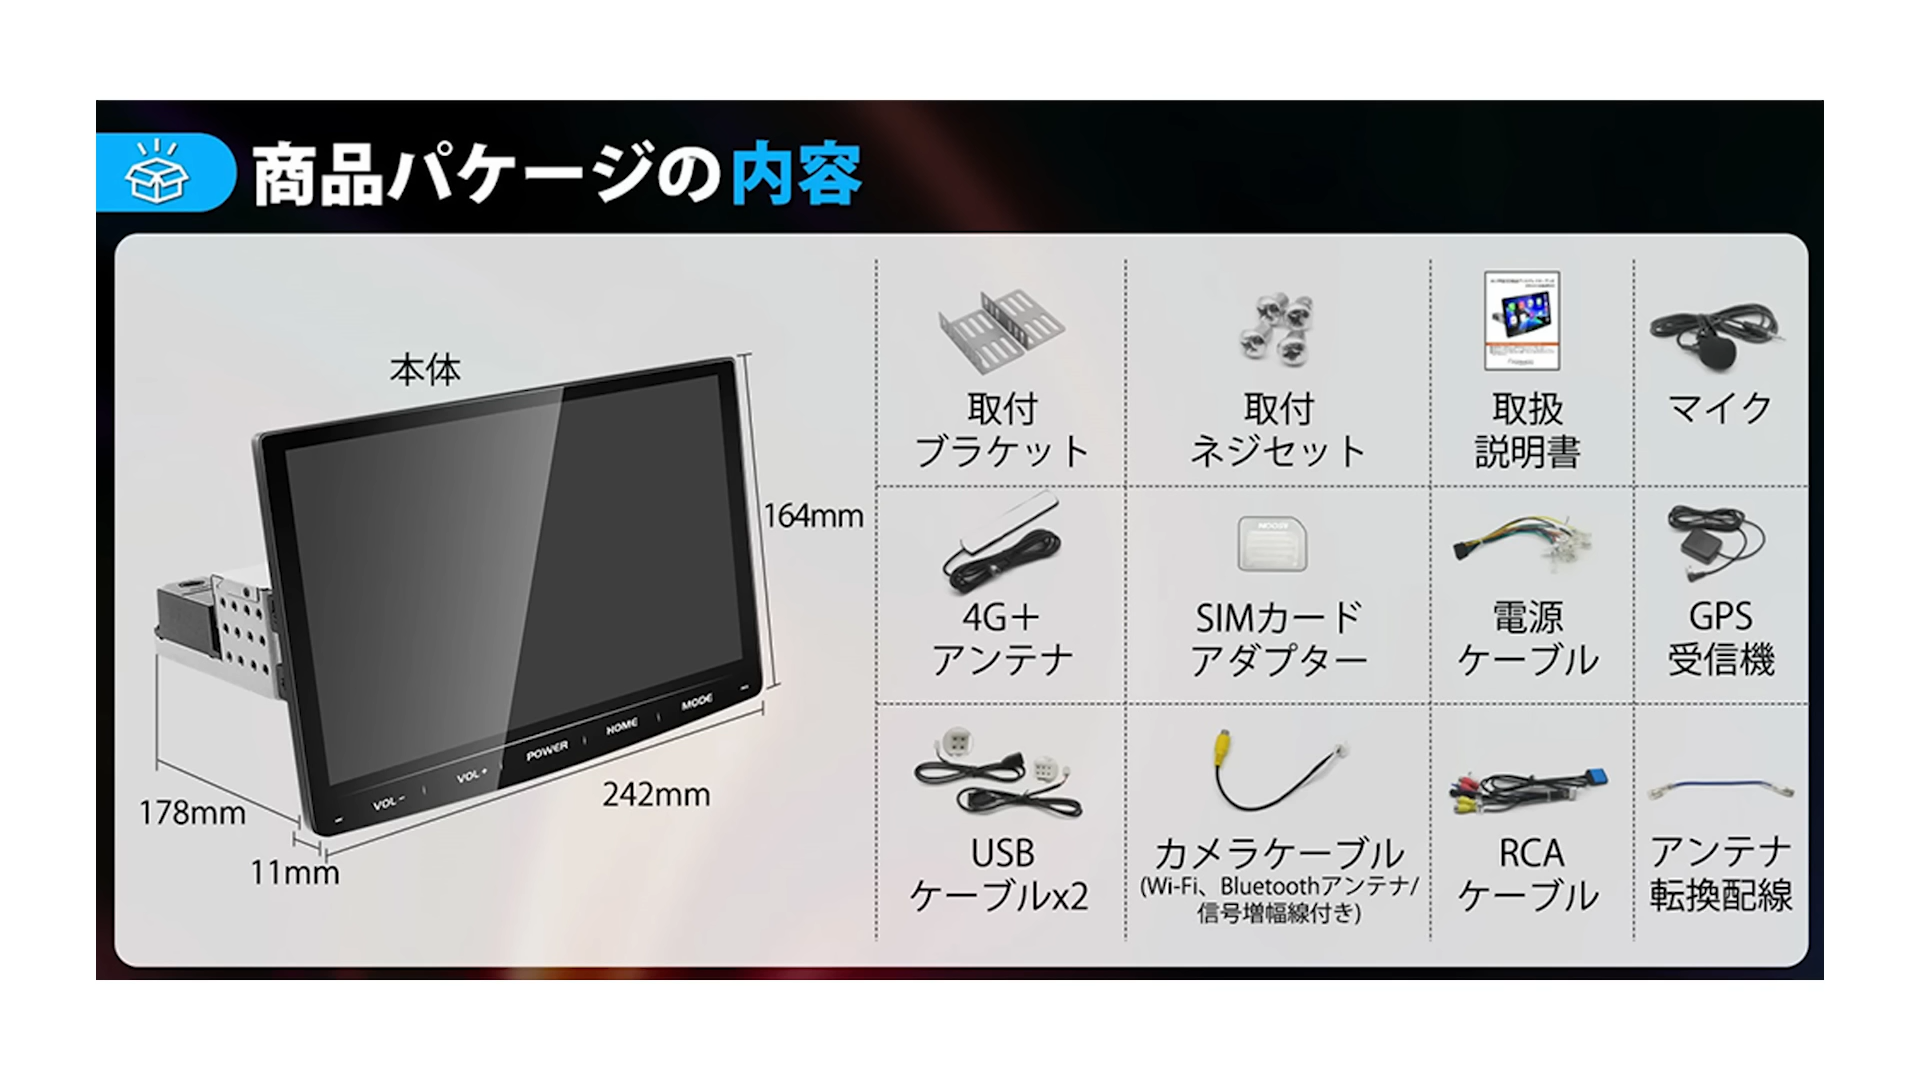 商品パッケージの内容
本体
164mm
242mm
178mm
11mm
VOL -
VOL +
POWER
HOME
MODE
取付
ブラケット
取付
ネジセット
取扱
説明書
マイク
4G＋
アンテナ
SIMカード
アダプター
電源
ケーブル
GPS
受信機
USB
ケーブルx2
カメラケーブル
(Wi-Fi、Bluetoothアンテナ/
信号増幅線付き)
RCA
ケーブル
アンテナ
転換配線